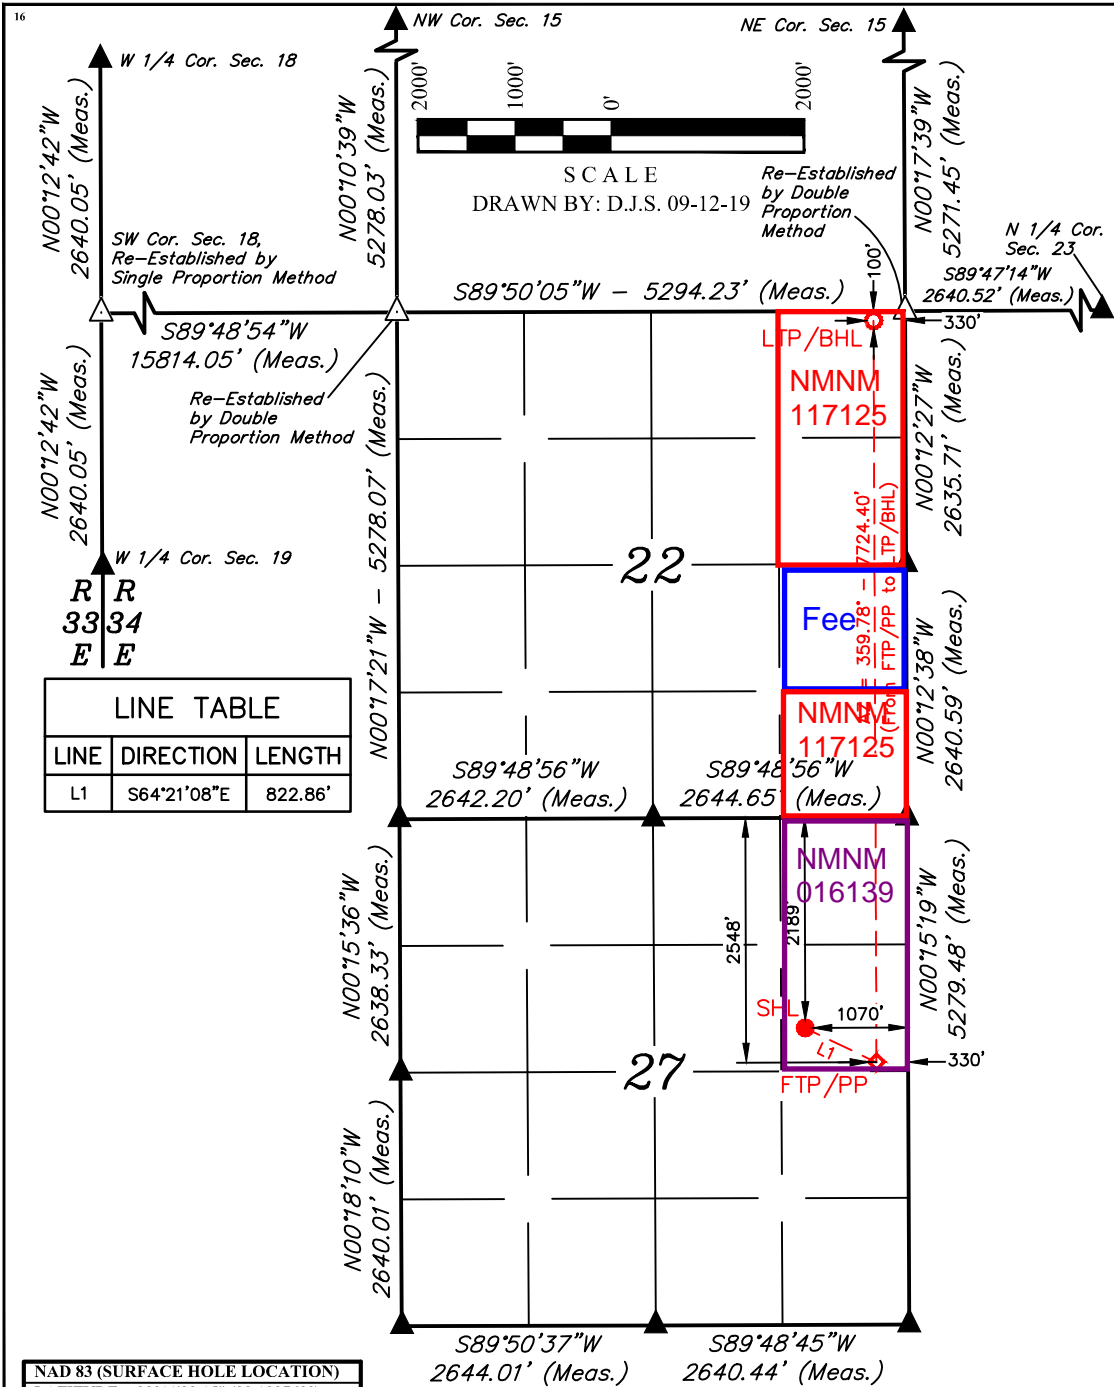 16
NW Cor. Sec. 15
NE Cor. Sec. 15
W 1/4 Cor. Sec. 18
N00°12'42"W
2640.05' (Meas.)
N00°10'39"W
5278.03' (Meas.)
2000'
1000'
0'
2000'
SCALE
DRAWN BY: D.J.S. 09-12-19
Re-Established
by Double
Proportion
Method
N00°17'39"W
5271.45' (Meas.)
N 1/4 Cor.
Sec. 23
S89°47'14"W
2640.52' (Meas.)
SW Cor. Sec. 18,
Re-Established by
Single Proportion Method
S89°50'05"W - 5294.23' (Meas.)
100'
330'
S89°48'54"W
15814.05' (Meas.)
LTP/BHL
Re-Established
by Double
Proportion Method
NMNM
117125
N00°12'42"W
2640.05' (Meas.)
N00°17'21"W - 5278.07' (Meas.)
N00°12'27"W
2635.71' (Meas.)
W 1/4 Cor. Sec. 19
R R
33 34
E E
22
Fee
359.78° - 7724.40'
(From FTP/PP to LTP/BHL)
N00°12'38"W
2640.59' (Meas.)
LINE TABLE
LINE DIRECTION LENGTH
L1 S64°21'08"E 822.86'
NMNM
117125
S89°48'56"W
2642.20' (Meas.)
S89°48'56"W
2644.65' (Meas.)
NMNM
016139
N00°15'36"W
2638.33' (Meas.)
2548'
2189'
N00°15'19"W
5279.48' (Meas.)
SHL
1070'
L1
330'
FTP/PP
27
N00°18'10"W
2640.01' (Meas.)
S89°50'37"W
2644.01' (Meas.)
S89°48'45"W
2640.44' (Meas.)
NAD 83 (SURFACE HOLE LOCATION)